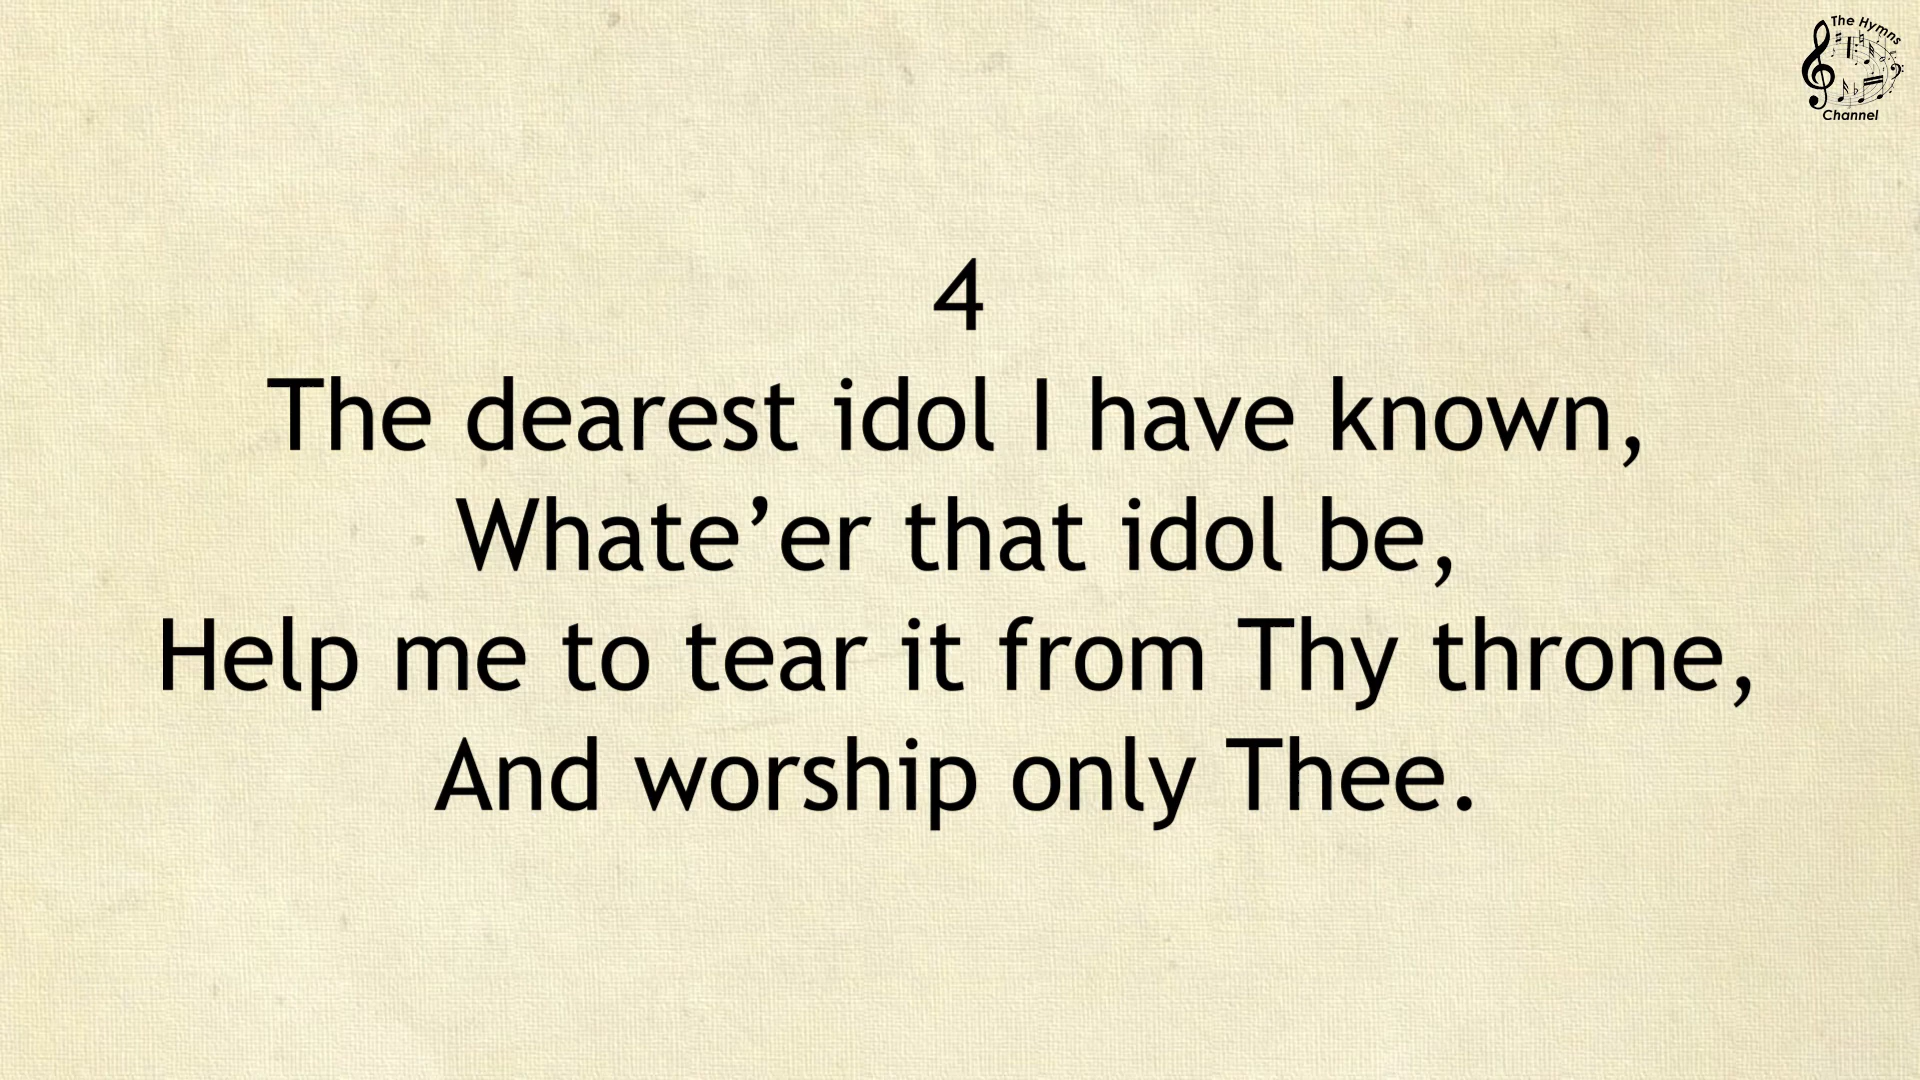 The Hymns
Channel
4
The dearest idol I have known,
Whate’er that idol be,
Help me to tear it from Thy throne,
And worship only Thee.